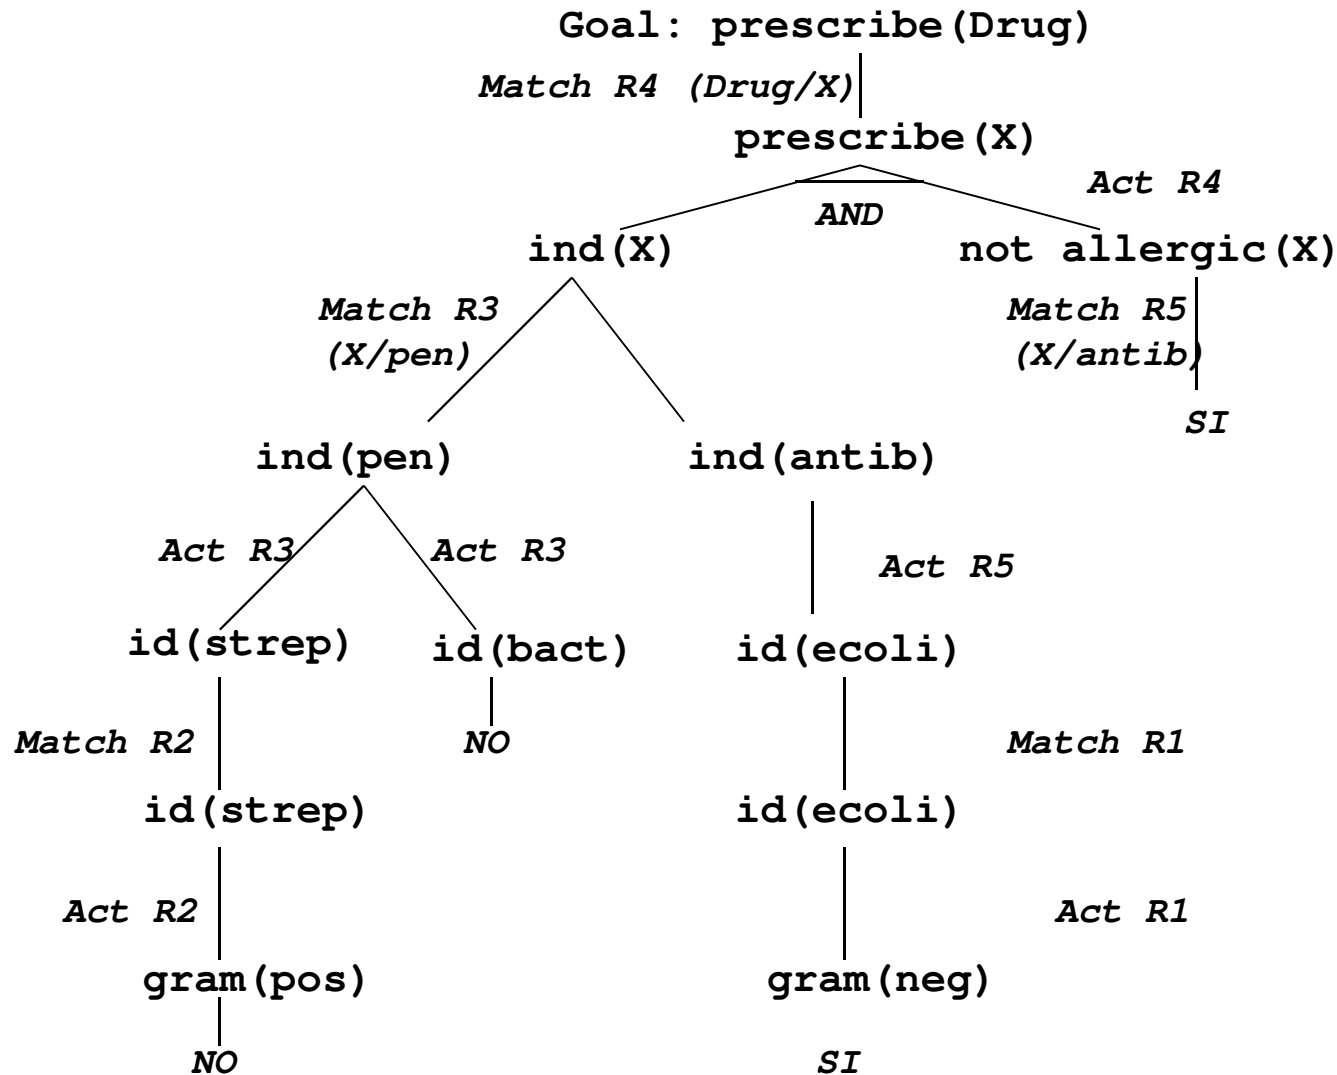 Goal: prescribe(Drug)
Match R4 (Drug/X)
prescribe(X)
Act R4
AND
ind(X)
not allergic(X)
Match R3
(X/pen)
Match R5
(X/antib)
SI
ind(pen)
ind(antib)
Act R3
Act R3
Act R5
id(strep)
id(bact)
id(ecoli)
Match R2
NO
Match R1
id(strep)
id(ecoli)
Act R2
Act R1
gram(pos)
gram(neg)
NO
SI